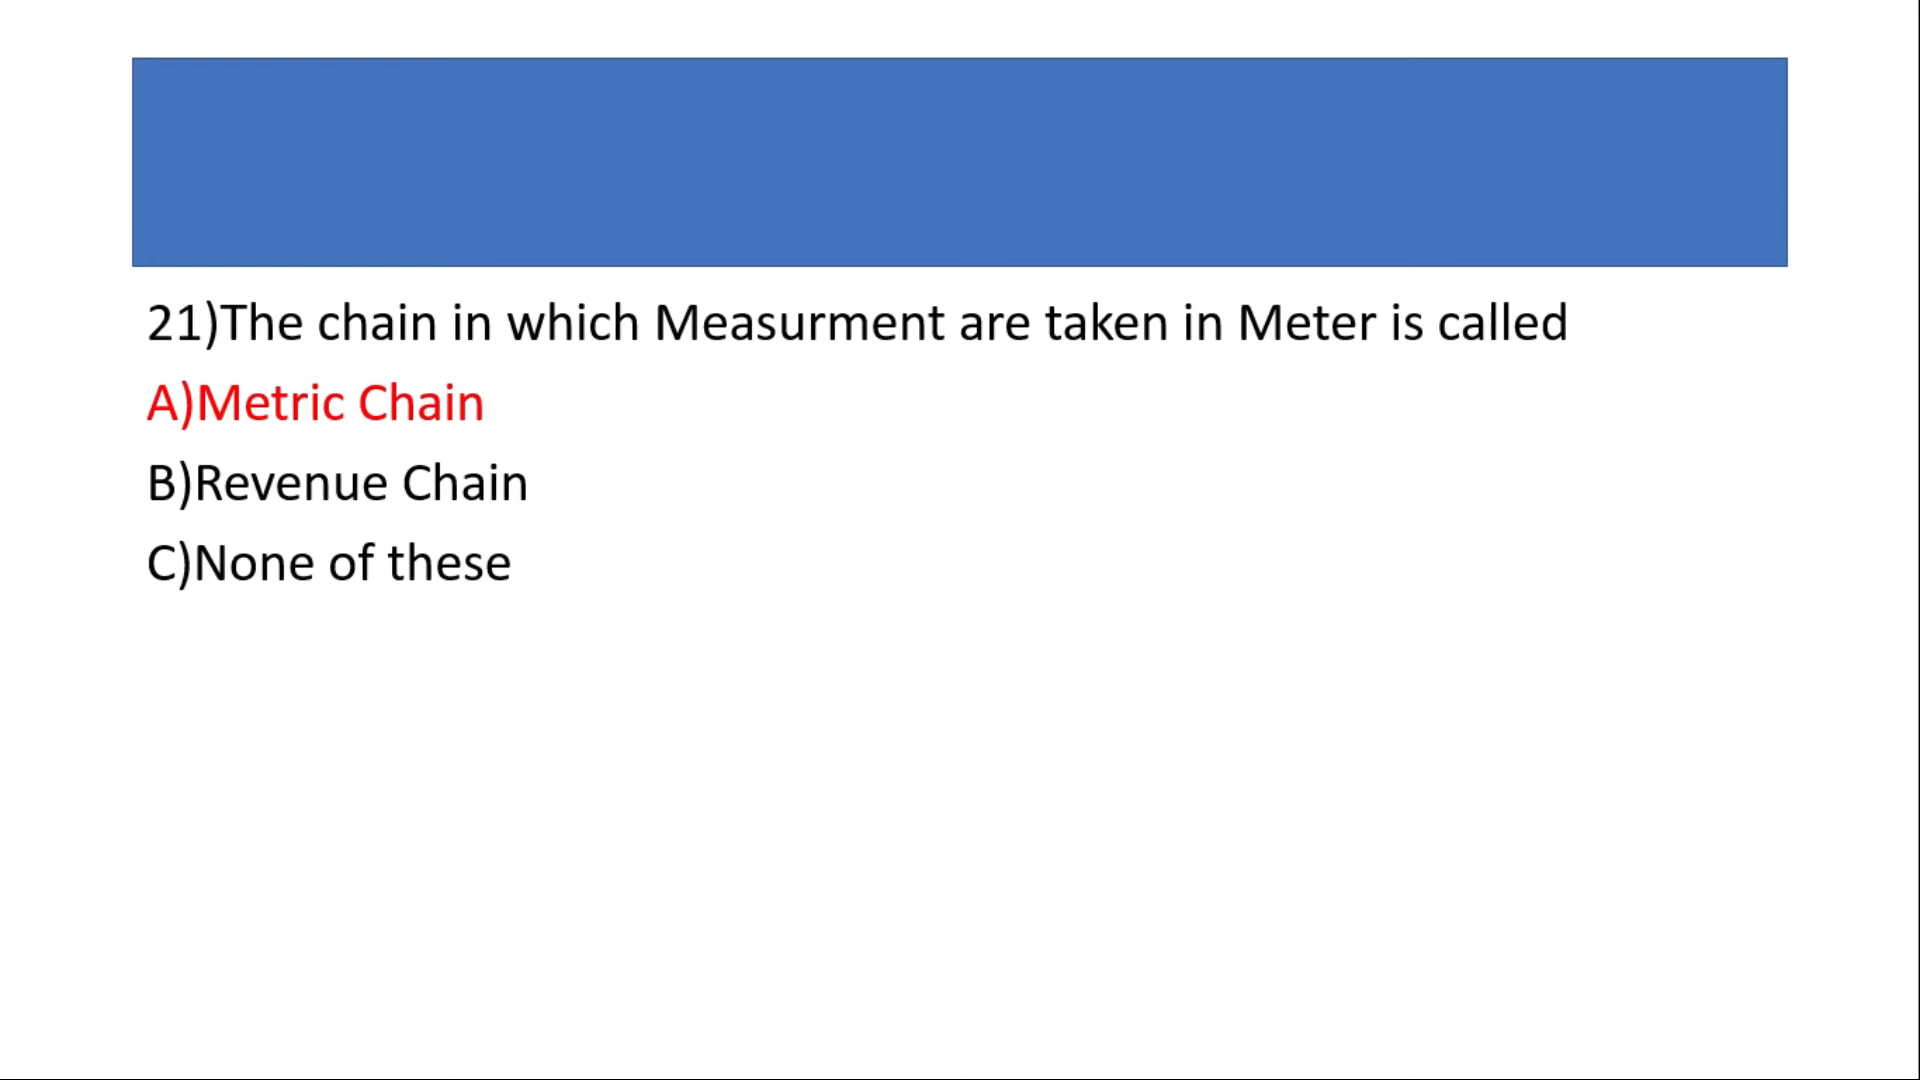 21)The chain in which Measurment are taken in Meter is called
A)Metric Chain
B)Revenue Chain
C)None of these